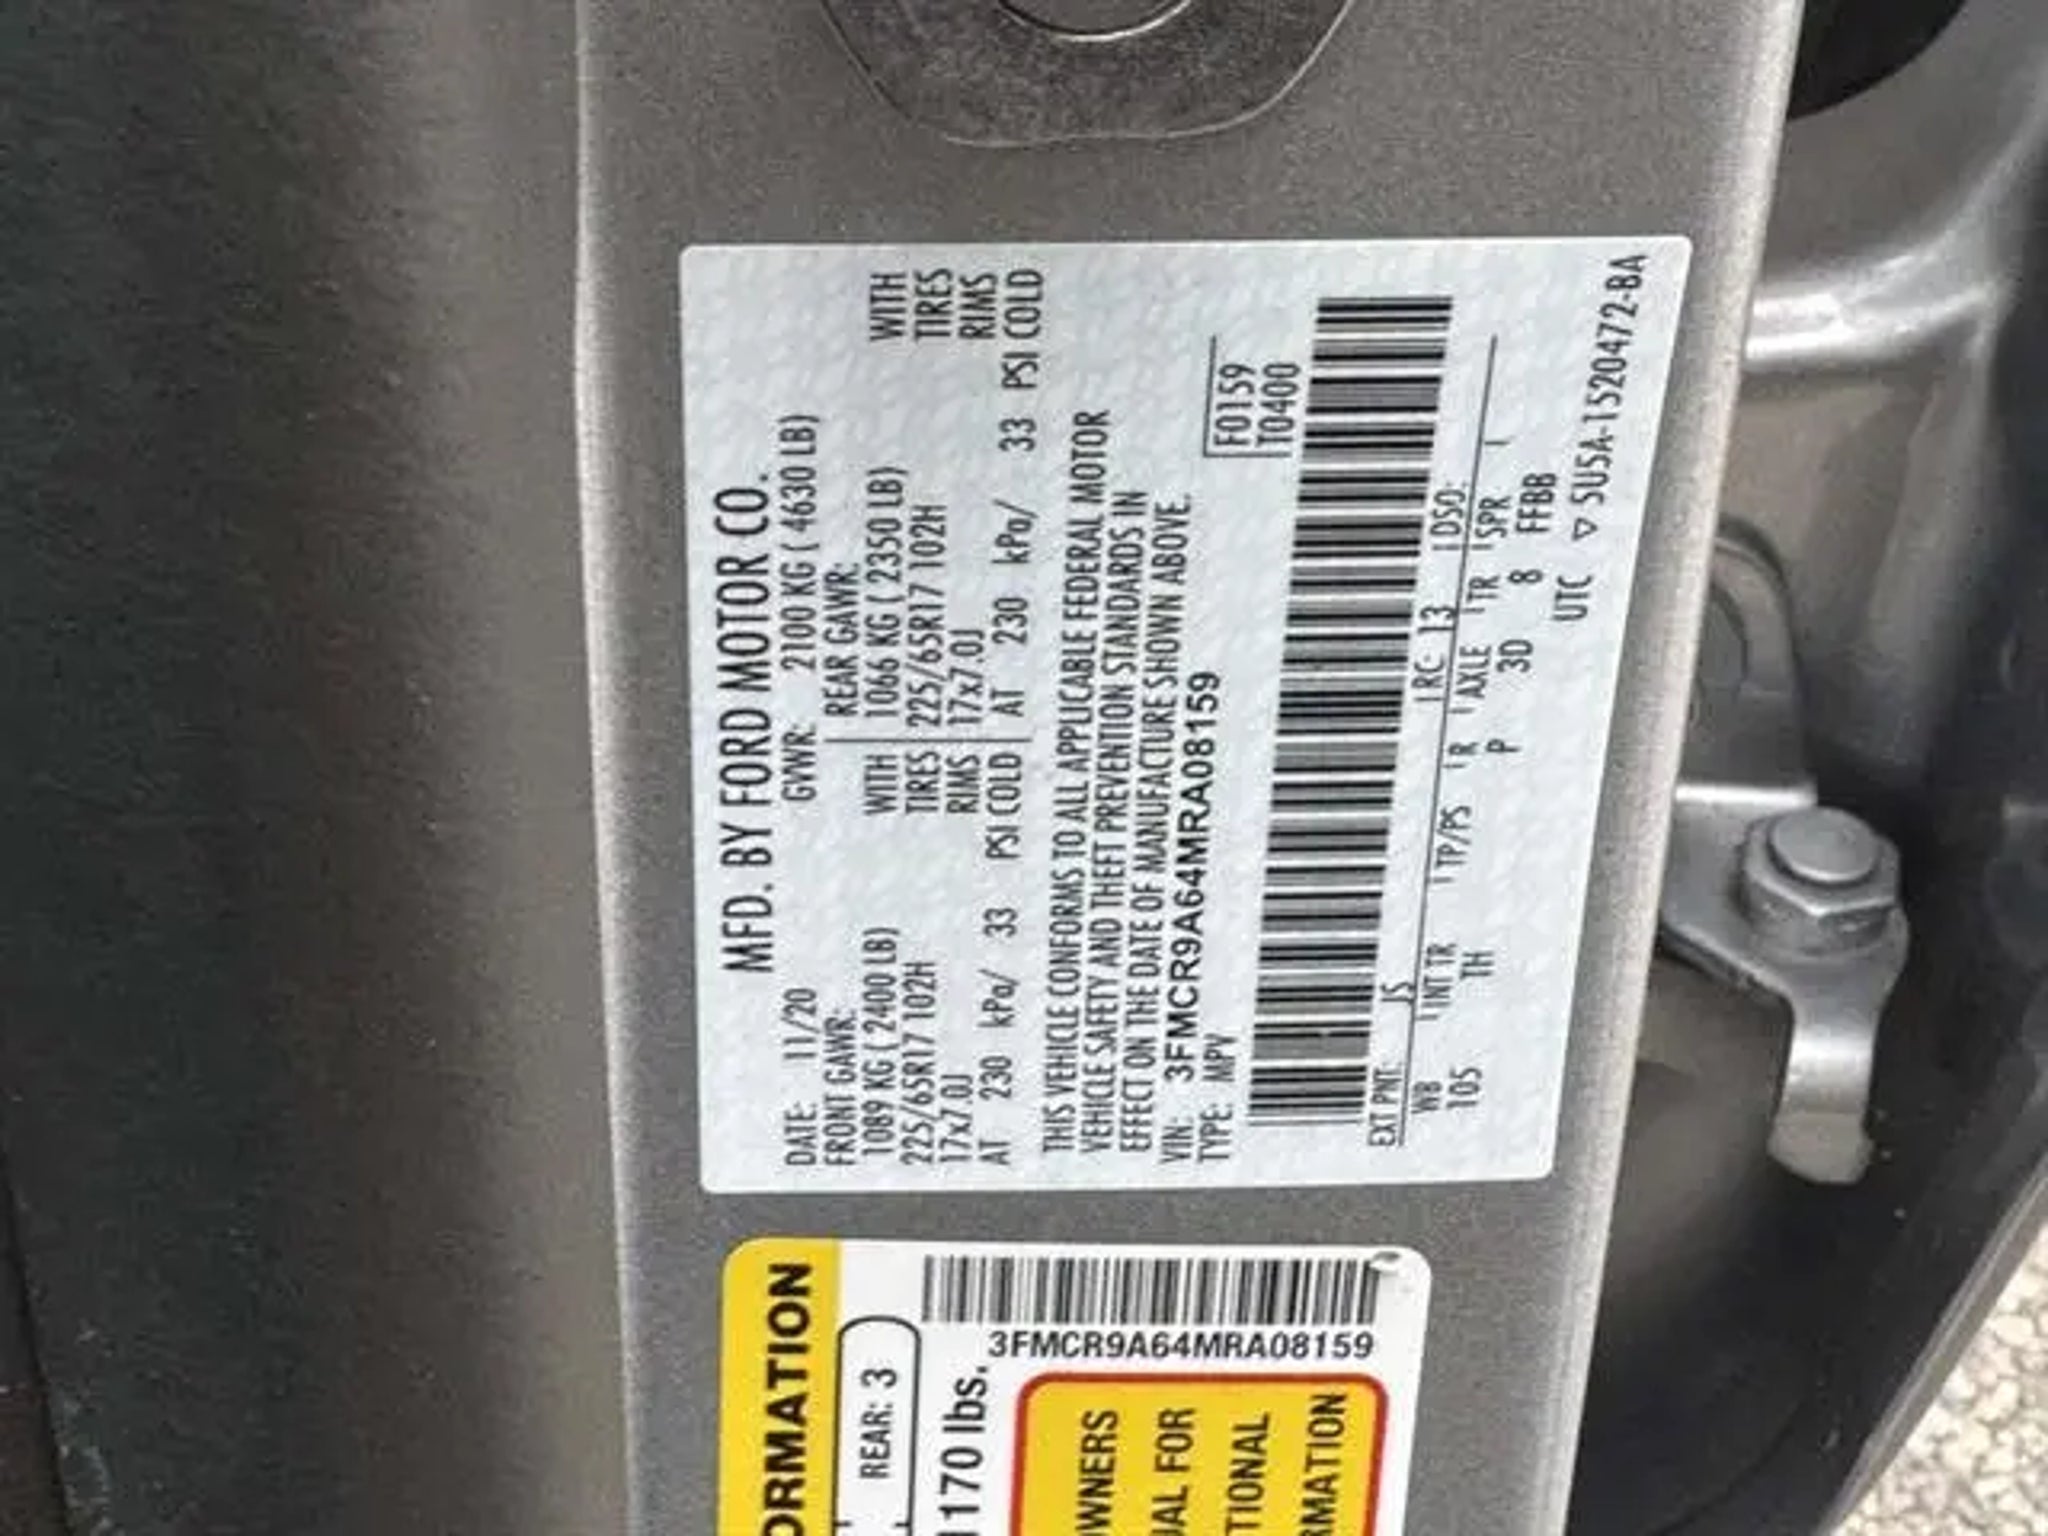 MFD. BY FORD MOTOR CO.
DATE: 11/20 GVWR: 2100 KG ( 4630 LB)
FRONT GAWR: REAR GAWR:
1089 KG ( 2400 LB) WITH 1066 KG ( 2350 LB) WITH
225/65R17 102H TIRES 225/65R17 102H TIRES
17x7.0J RIMS 17x7.0J RIMS
AT 230 kPa/ 33 PSI COLD AT 230 kPa/ 33 PSI COLD
THIS VEHICLE CONFORMS TO ALL APPLICABLE FEDERAL MOTOR
VEHICLE SAFETY AND THEFT PREVENTION STANDARDS IN
EFFECT ON THE DATE OF MANUFACTURE SHOWN ABOVE.
VIN: 3FMCR9A64MRA08159
TYPE: MPV F0159
T0400
EXT PNT: JS RC: 13 DSO:
WB INT TR TP/PS R AXLE TR SPR
105 TH P 3D 8 FFBB
UTC ▽ SUSA-1520472-BA
ORMATION
REAR: 3
1170 lbs.
3FMCR9A64MRA08159
OWNERS
UAL FOR
TIONAL
RMATION